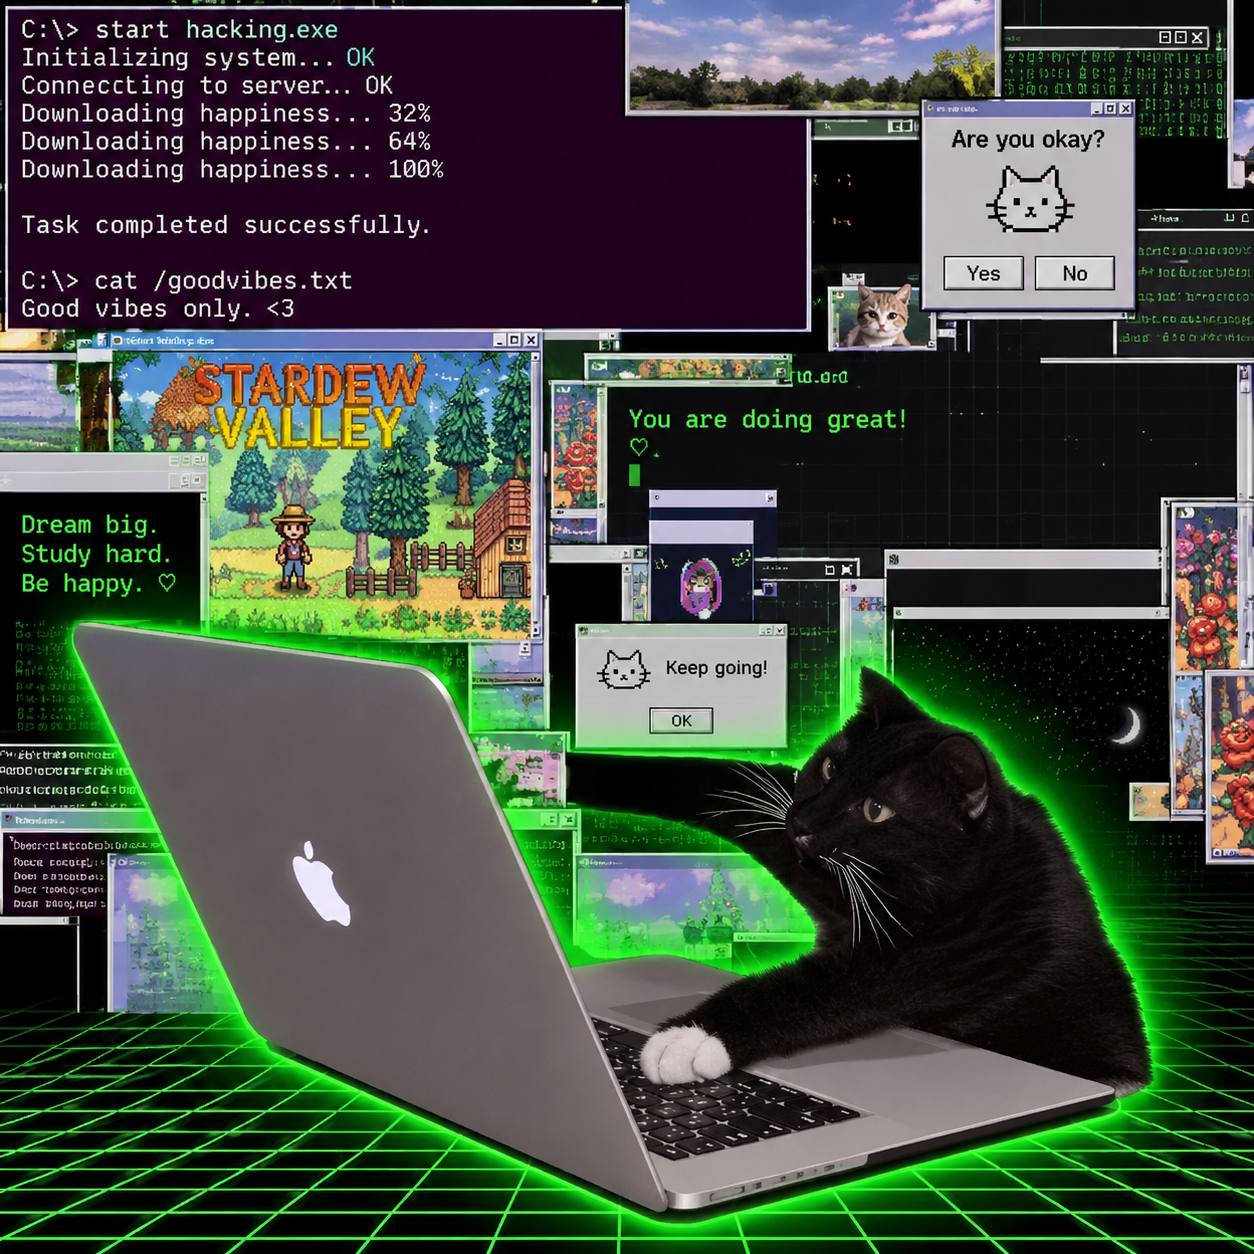 C:\> start hacking.exe
Initializing system... OK
Conneccting to server... OK
Downloading happiness... 32%
Downloading happiness... 64%
Downloading happiness... 100%
Task completed successfully.
C:\> cat /goodvibes.txt
Good vibes only. <3
Are you okay?
Yes
No
STARDEW
VALLEY
You are doing great!
♡
Dream big.
Study hard.
Be happy. ♡
Keep going!
OK